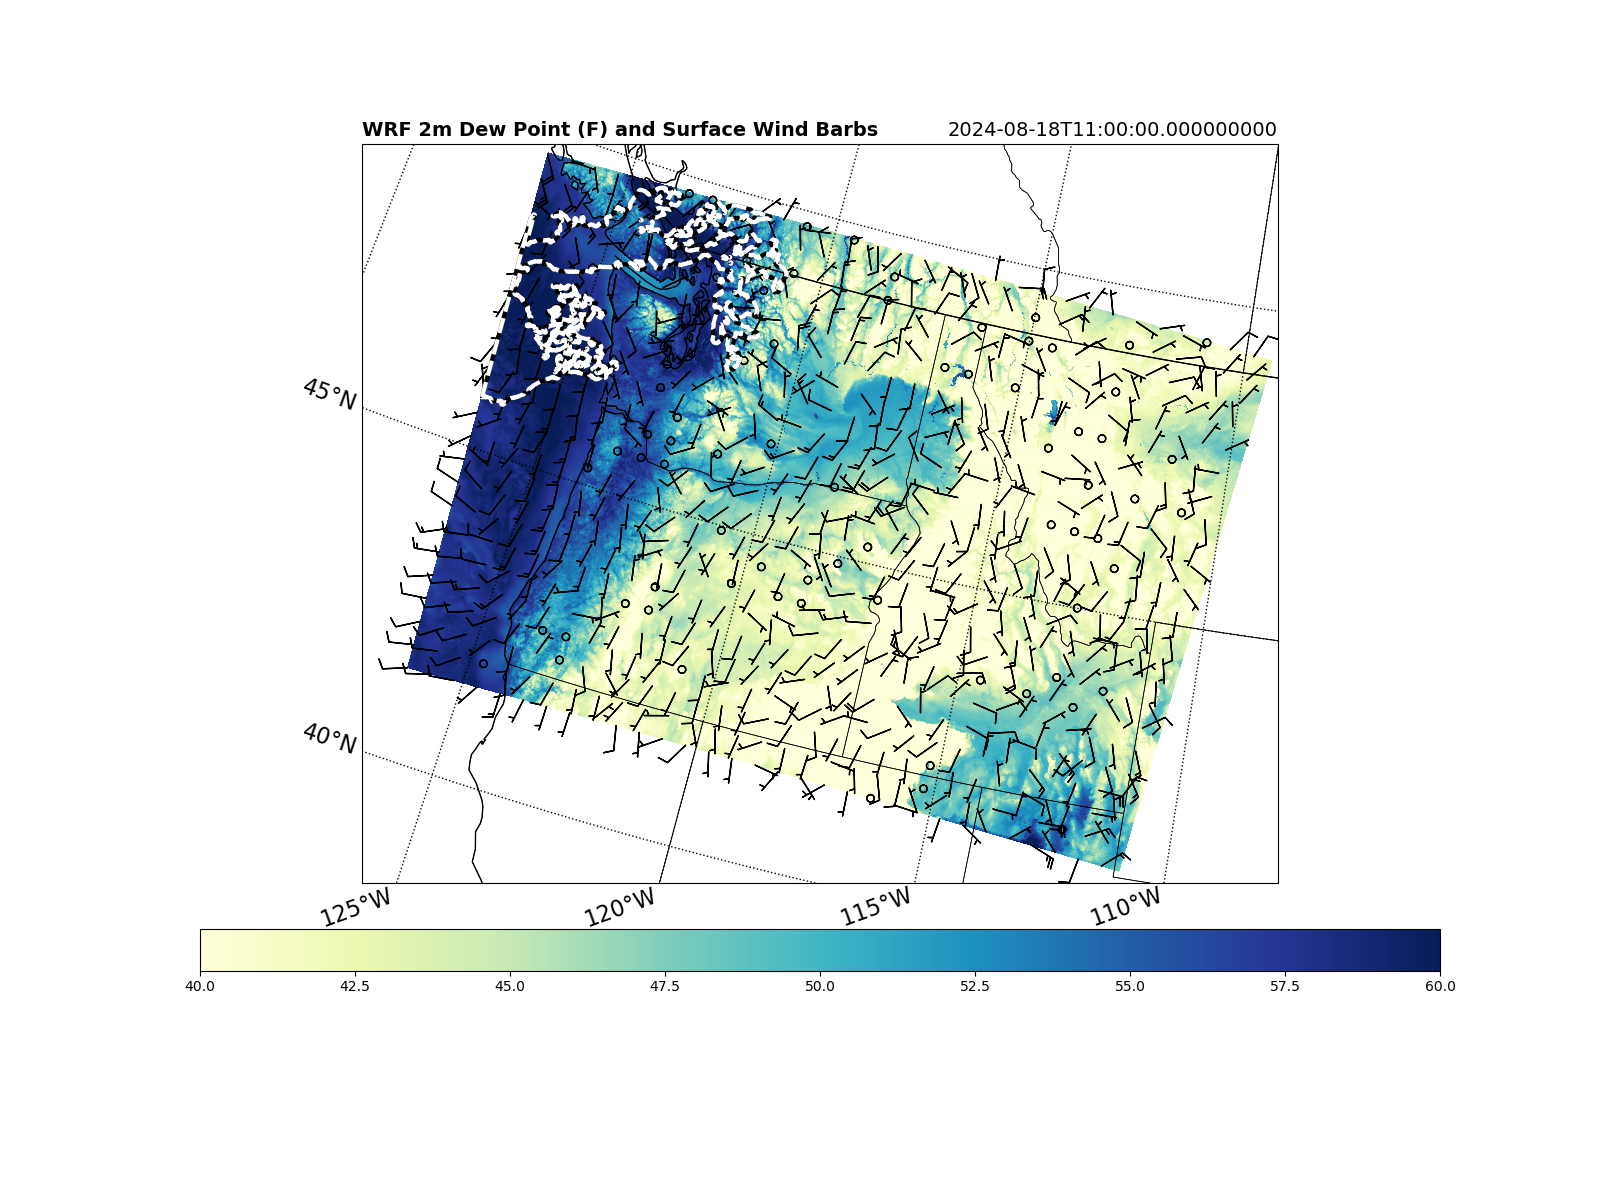 WRF 2m Dew Point (F) and Surface Wind Barbs 2024-08-18T11:00:00.000000000
45°N
40°N
125°W 120°W 115°W 110°W
40.0 42.5 45.0 47.5 50.0 52.5 55.0 57.5 60.0